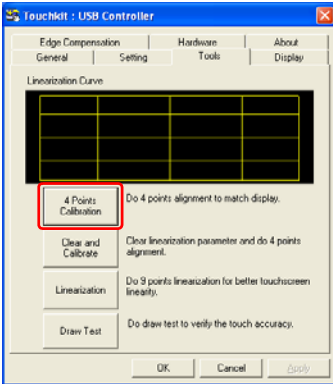 Touchkit : USB Controller
Edge Compensation
Hardware
About
General
Setting
Tools
Display
Linearization Curve
4 Points
Calibration
Do 4 points alignment to match display.
Clear and
Calibrate
Clear linearization parameter and do 4 points
alignment.
Linearization
Do 9 points linearization for better touchscreen
linearity.
Draw Test
Do draw test to verify the touch accuracy.
OK
Cancel
Apply